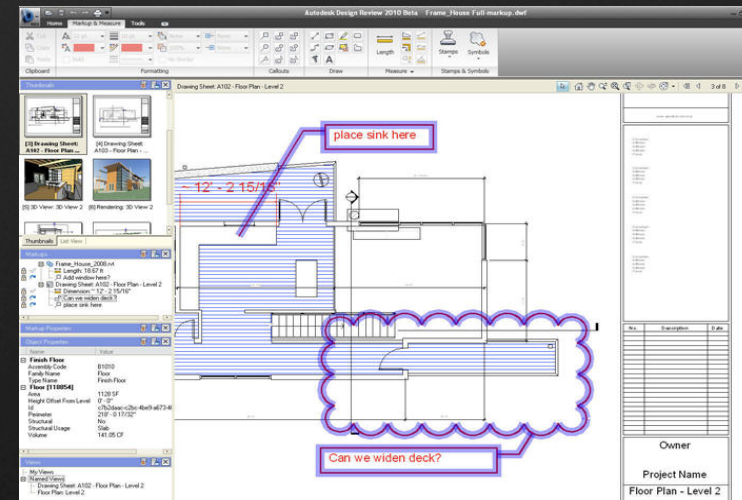 Autodesk Design Review 2010 Beta Frame_House Full-markup.dwf
Home Markup & Measure Tools
Cut
Copy
Paste
Clipboard
Formatting
Callouts
Draw
Length
Measure
Stamps Symbols
Stamps & Symbols
Thumbnails
Drawing Sheet: A102 - Floor Plan - Level 2
3 of 8
[3] Drawing Sheet: A102 - Floor Plan ...
[4] Drawing Sheet: A103 - Floor Plan - ...
[5] 3D View: 3D View 2
[6] Rendering: 3D View 2
Thumbnails List View
Markups
Frame_House_2008.rvt
Length: 18.67 ft
Add window here?
Drawing Sheet: A102 - Floor Plan - Level 2
Dimension: ~ 12' - 2 15/16"
Can we widen deck?
place sink here
Markup Properties
Object Properties
Name Value
Finish Floor
Assembly Code B1010
Family Name Floor
Type Name Finish Floor
Floor [118054]
Area 1128 SF
Height Offset From Level 0' - 0"
Id
Perimeter 218' - 0 17/32"
Structural No
Structural Usage Slab
Volume 141.05 CF
Views
My Views
Named Views
Drawing Sheet: A102 - Floor Plan - Level 2
Floor Plan: Level 2
place sink here
~ 12' - 2 15/16"
Can we widen deck?
No. Description Date
Owner
Project Name
Floor Plan - Level 2